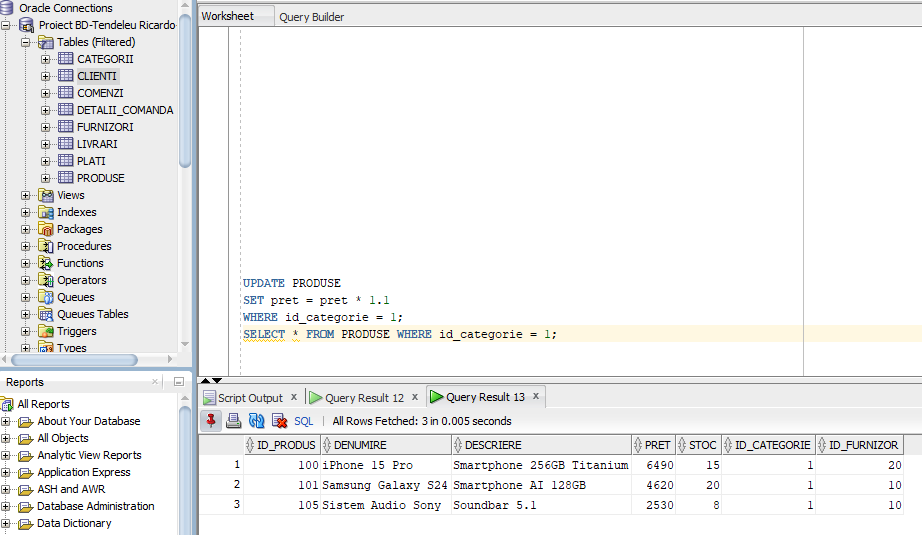 Oracle Connections
Proiect BD-Tendeleu Ricardo
Tables (Filtered)
CATEGORII
CLIENTI
COMENZI
DETALII_COMANDA
FURNIZORI
LIVRARI
PLATI
PRODUSE
Views
Indexes
Packages
Procedures
Functions
Operators
Queues
Queues Tables
Triggers
Types
Reports
All Reports
About Your Database
All Objects
Analytic View Reports
Application Express
ASH and AWR
Database Administration
Data Dictionary
Worksheet Query Builder
UPDATE PRODUSE
SET pret = pret * 1.1
WHERE id_categorie = 1;
SELECT * FROM PRODUSE WHERE id_categorie = 1;
Script Output x Query Result 12 x Query Result 13 x
SQL | All Rows Fetched: 3 in 0.005 seconds
ID_PRODUS DENUMIRE DESCRIERE PRET STOC ID_CATEGORIE ID_FURNIZOR
1 100 iPhone 15 Pro Smartphone 256GB Titanium 6490 15 1 20
2 101 Samsung Galaxy S24 Smartphone AI 128GB 4620 20 1 10
3 105 Sistem Audio Sony Soundbar 5.1 2530 8 1 10